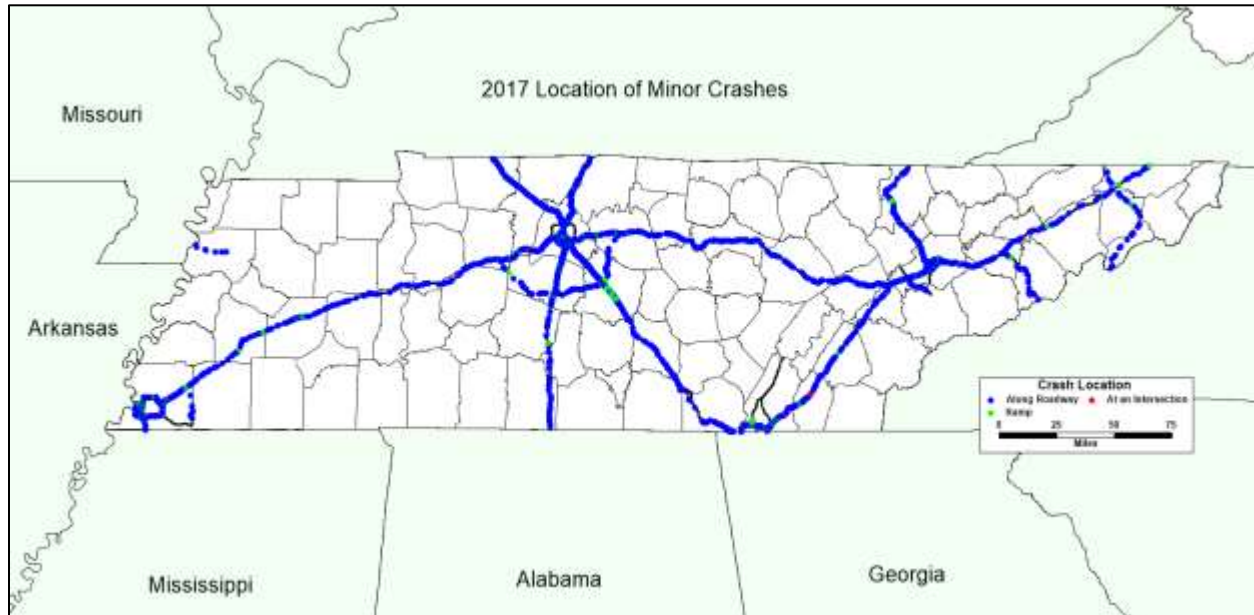 2017 Location of Minor Crashes
Missouri
Arkansas
Crash Location
Along Roadway At an Intersection
Ramp
0 25 50 75
Miles
Mississippi
Alabama
Georgia